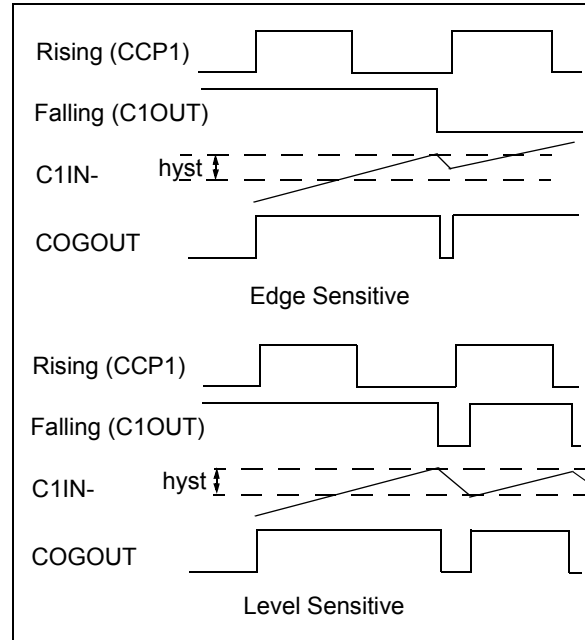 Rising (CCP1)
Falling (C1OUT)
C1IN-
hyst
COGOUT
Edge Sensitive
Rising (CCP1)
Falling (C1OUT)
C1IN-
hyst
COGOUT
Level Sensitive